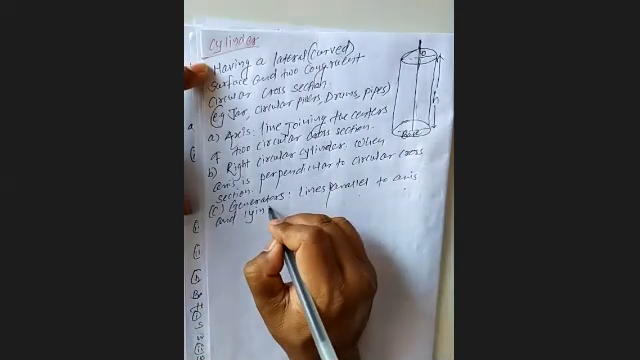 Cylinder
Having a lateral (curved)
surface and two congruent
circular cross section.
(eg Jar, circular pillers, Drums, pipes)
a) Axis: line joining the centers
of two circular cross section.
b) Right circular cylinder: When
axis is perpendicular to circular cross
section.
(c) Generators: lines parallel to axis
and lyin
h
Base